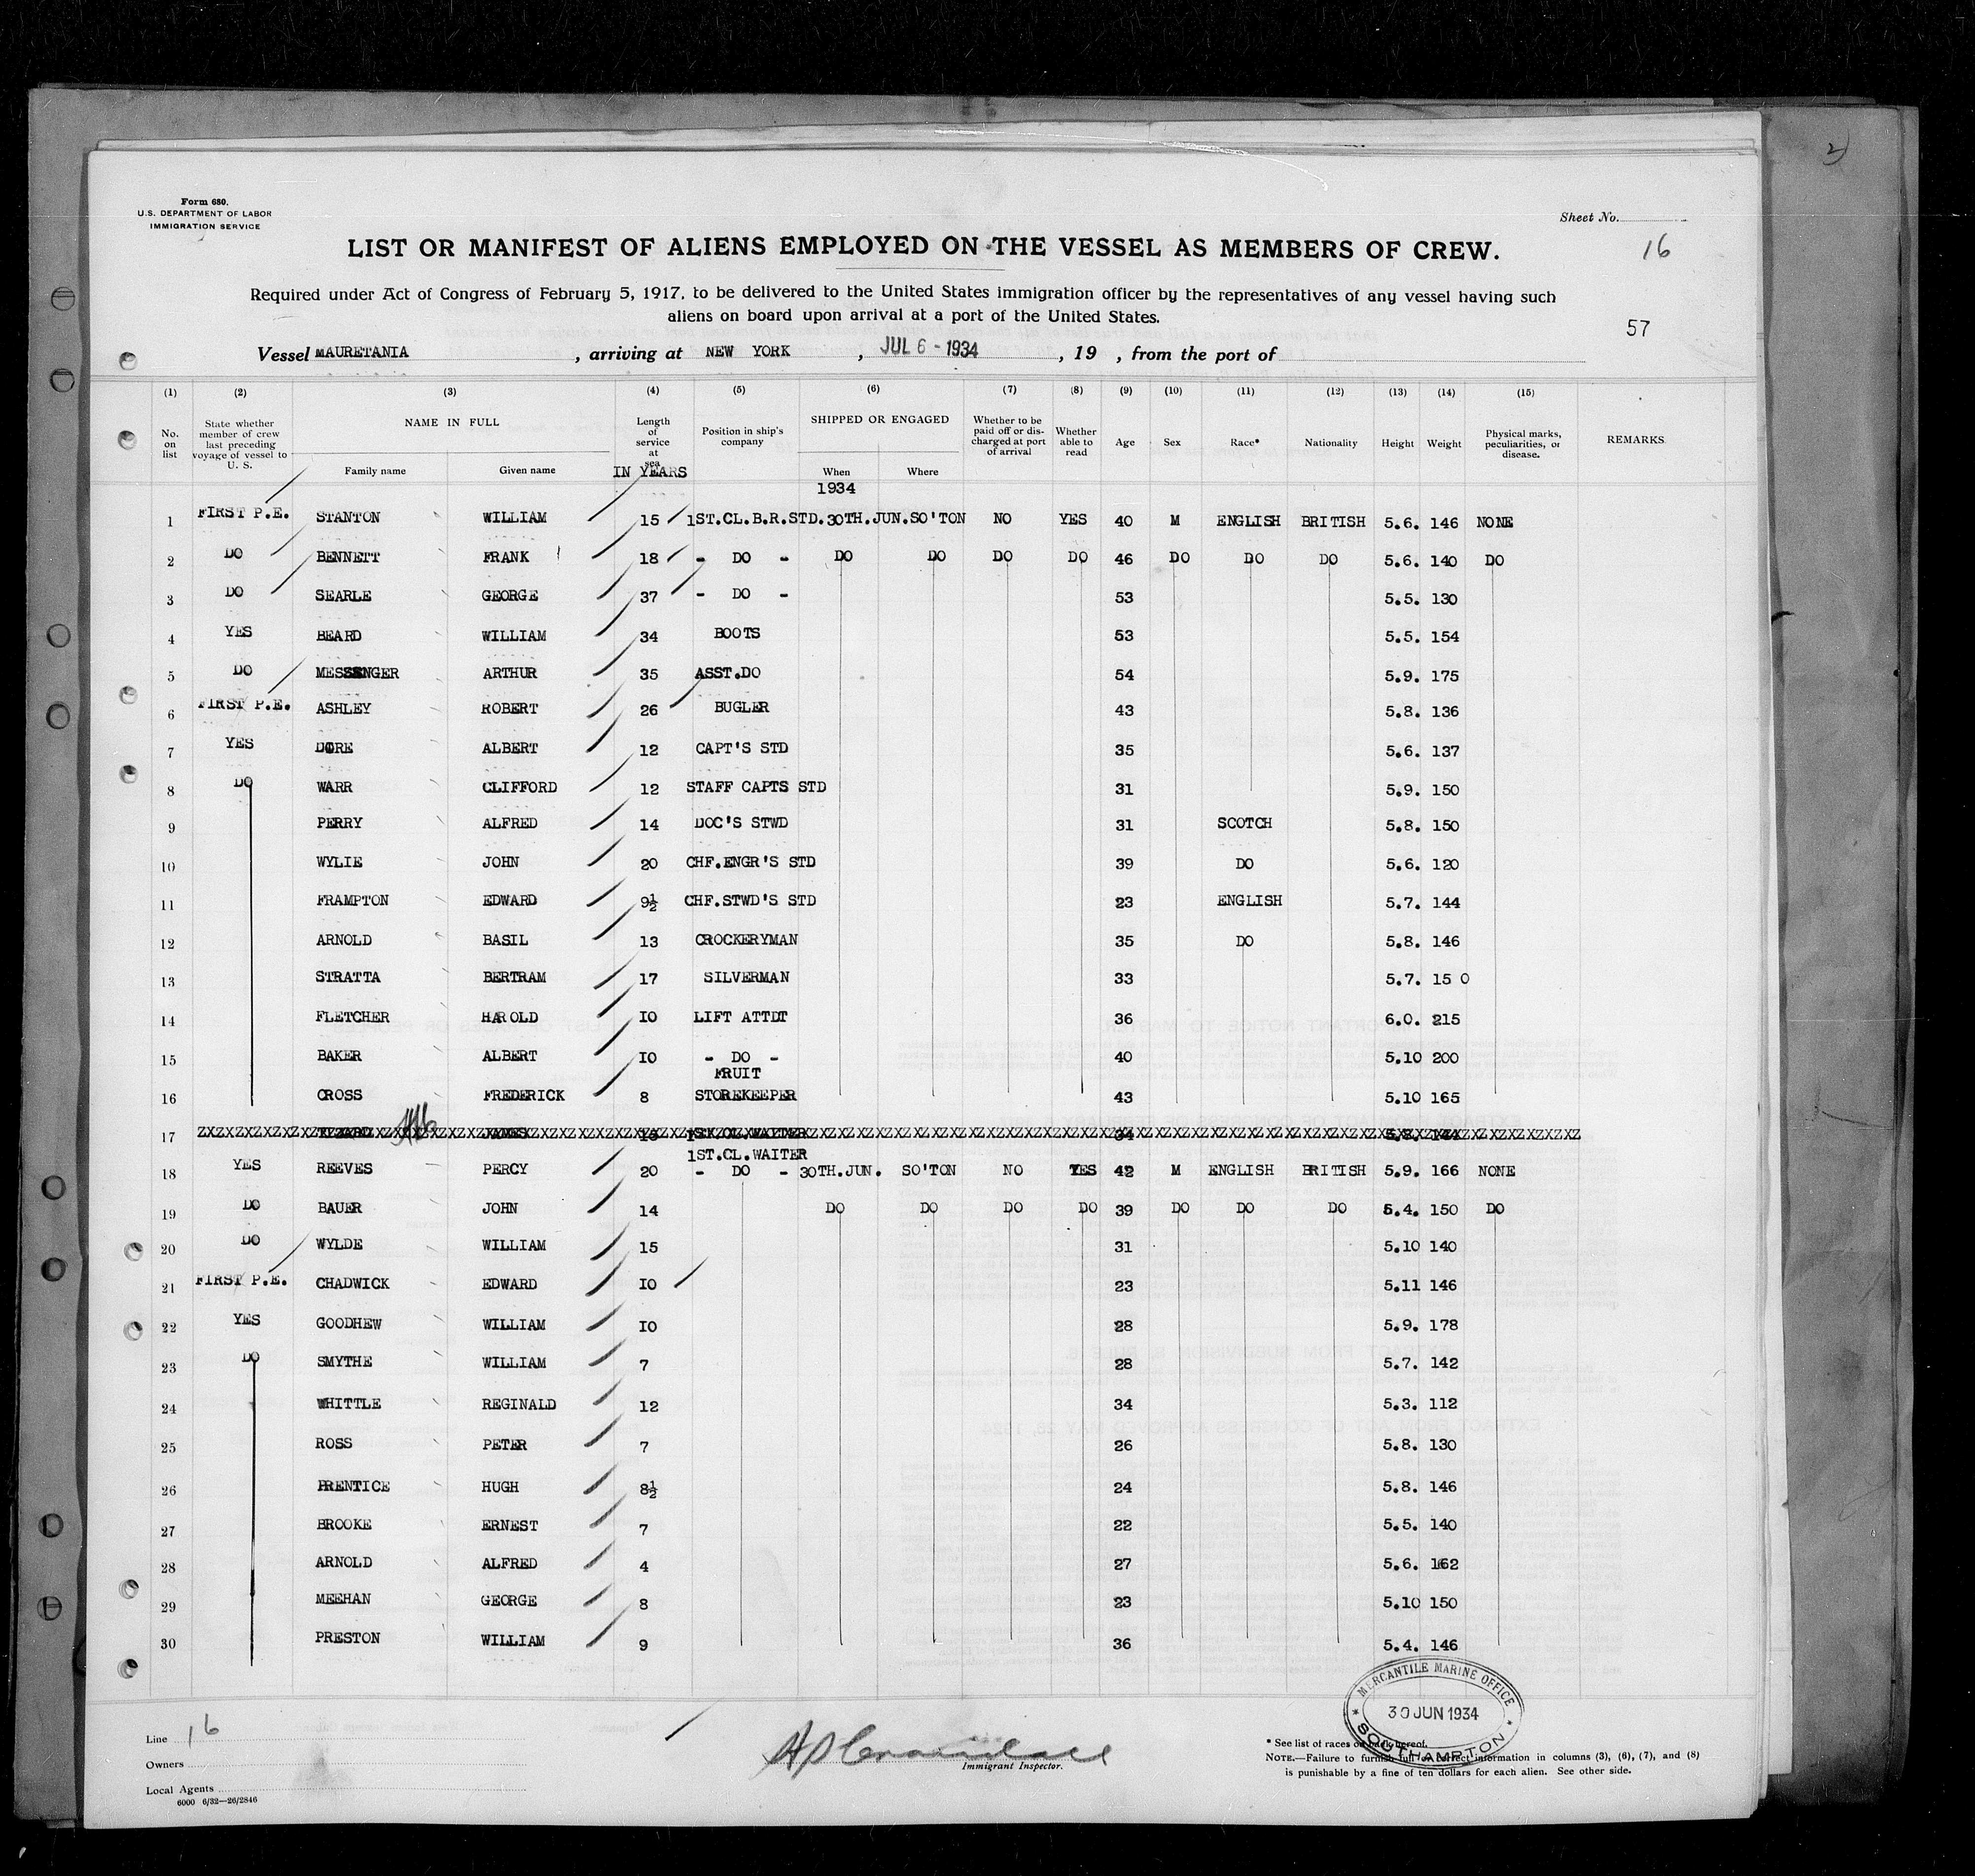 2)
Form 680.
U.S. DEPARTMENT OF LABOR
IMMIGRATION SERVICE
Sheet No.
16
LIST OR MANIFEST OF ALIENS EMPLOYED ON THE VESSEL AS MEMBERS OF CREW.
Required under Act of Congress of February 5, 1917, to be delivered to the United States immigration officer by the representatives of any vessel having such
aliens on board upon arrival at a port of the United States.
57
Vessel MAURETANIA, arriving at NEW YORK, JUL 6 - 1934, 19 , from the port of
(1) (2) (3) (4) (5) (6) (7) (8) (9) (10) (11) (12) (13) (14) (15)
No. on list State whether member of crew last preceding voyage of vessel to U. S. NAME IN FULL Family name Given name Length of service at sea IN YEARS Position in ship's company SHIPPED OR ENGAGED When Where Whether to be paid off or discharged at port of arrival Whether able to read Age Sex Race* Nationality Height Weight Physical marks, peculiarities, or disease. REMARKS
1934
1 FIRST P.E. STANTON WILLIAM 15 1ST.CL.B.R.STD. 30TH.JUN. SO'TON NO YES 40 M ENGLISH BRITISH 5.6. 146 NONE
2 DO BENNETT FRANK 18 - DO - DO DO DO DO 46 DO DO DO 5.6. 140 DO
3 DO SEARLE GEORGE 37 - DO - 53 5.5. 130
4 YES BEARD WILLIAM 34 BOOTS 53 5.5. 154
5 DO MESSENGER ARTHUR 35 ASST.DO 54 5.9. 175
6 FIRST P.E. ASHLEY ROBERT 26 BUGLER 43 5.8. 136
7 YES DORE ALBERT 12 CAPT'S STD 35 5.6. 137
8 DO WARR CLIFFORD 12 STAFF CAPTS STD 31 5.9. 150
9 PERRY ALFRED 14 DOC'S STWD 31 SCOTCH 5.8. 150
10 WYLIE JOHN 20 CHF.ENGR'S STD 39 DO 5.6. 120
11 FRAMPTON EDWARD 9½ CHF.STWD'S STD 23 ENGLISH 5.7. 144
12 ARNOLD BASIL 13 CROCKERYMAN 35 DO 5.8. 146
13 STRATTA BERTRAM 17 SILVERMAN 33 5.7. 15 0
14 FLETCHER HAROLD 10 LIFT ATTDT 36 6.0. 215
15 BAKER ALBERT 10 - DO - 40 5.10 200
FRUIT
16 CROSS FREDERICK 8 STOREKEEPER 43 5.10 165
17 JAMES 1ST.CL.WAITER 34
1ST.CL.WAITER
18 YES REEVES PERCY 20 - DO - 30TH.JUN. SO'TON NO YES 42 M ENGLISH BRITISH 5.9. 166 NONE
19 DO BAUER JOHN 14 DO DO DO DO 39 DO DO DO 5.4. 150 DO
20 DO WYLDE WILLIAM 15 31 5.10 140
21 FIRST P.E. CHADWICK EDWARD 10 23 5.11 146
22 YES GOODHEW WILLIAM 10 28 5.9. 178
23 DO SMYTHE WILLIAM 7 28 5.7. 142
24 WHITTLE REGINALD 12 34 5.3. 112
25 ROSS PETER 7 26 5.8. 130
26 PRENTICE HUGH 8½ 24 5.8. 146
27 BROOKE ERNEST 7 22 5.5. 140
28 ARNOLD ALFRED 4 27 5.6. 162
29 MEEHAN GEORGE 8 23 5.10 150
30 PRESTON WILLIAM 9 36 5.4. 146
MERCANTILE MARINE OFFICE
30 JUN 1934
SOUTHAMPTON
Line 16
Owners
Local Agents
6000 6/32—26/2846
Immigrant Inspector.
* See list of races on back hereof.
NOTE.—Failure to furnish full or correct information in columns (3), (6), (7), and (8)
is punishable by a fine of ten dollars for each alien. See other side.